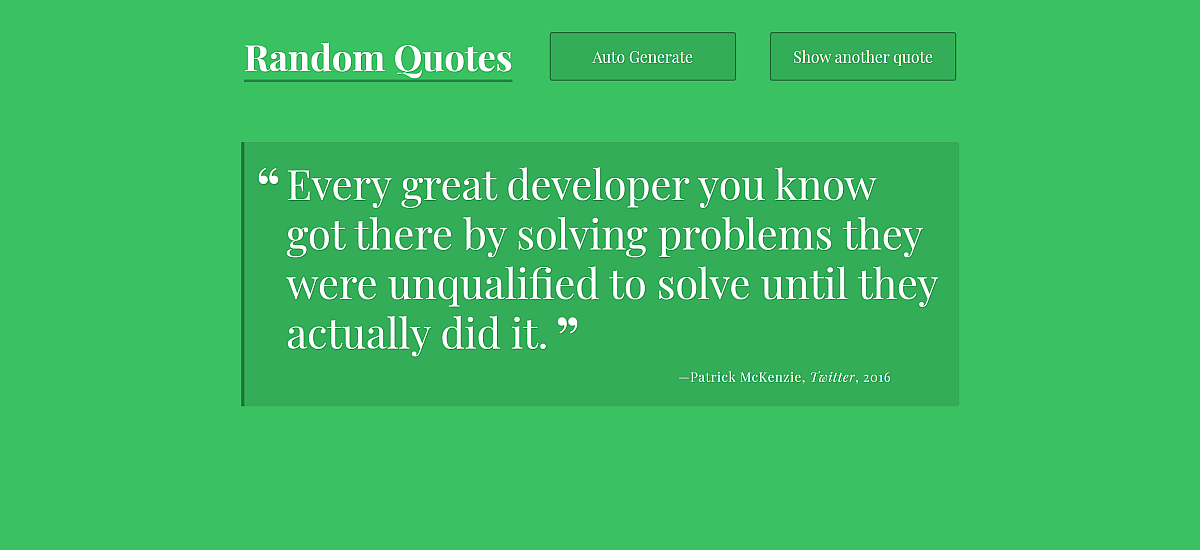 Random Quotes
Auto Generate
Show another quote
“ Every great developer you know
got there by solving problems they
were unqualified to solve until they
actually did it. ”
—Patrick McKenzie, Twitter, 2016